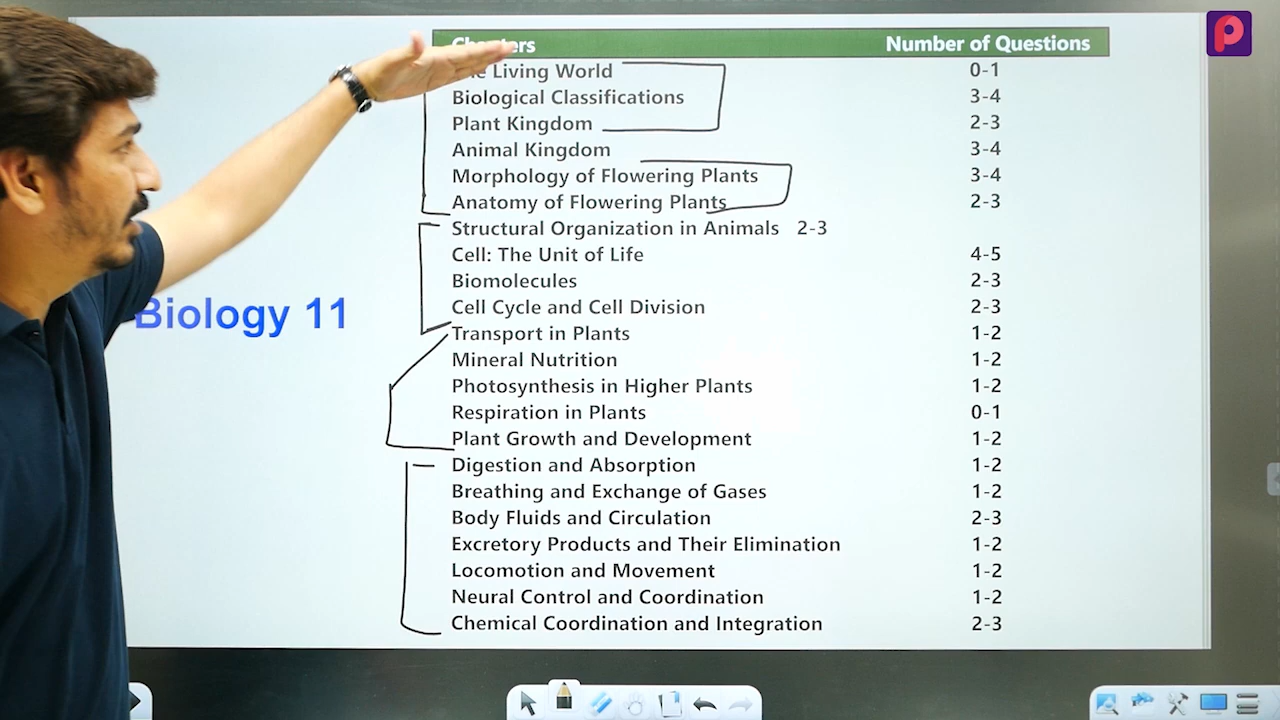 Chapters Number of Questions
The Living World 0-1
Biological Classifications 3-4
Plant Kingdom 2-3
Animal Kingdom 3-4
Morphology of Flowering Plants 3-4
Anatomy of Flowering Plants 2-3
Structural Organization in Animals 2-3
Cell: The Unit of Life 4-5
Biomolecules 2-3
Cell Cycle and Cell Division 2-3
Biology 11
Transport in Plants 1-2
Mineral Nutrition 1-2
Photosynthesis in Higher Plants 1-2
Respiration in Plants 0-1
Plant Growth and Development 1-2
Digestion and Absorption 1-2
Breathing and Exchange of Gases 1-2
Body Fluids and Circulation 2-3
Excretory Products and Their Elimination 1-2
Locomotion and Movement 1-2
Neural Control and Coordination 1-2
Chemical Coordination and Integration 2-3